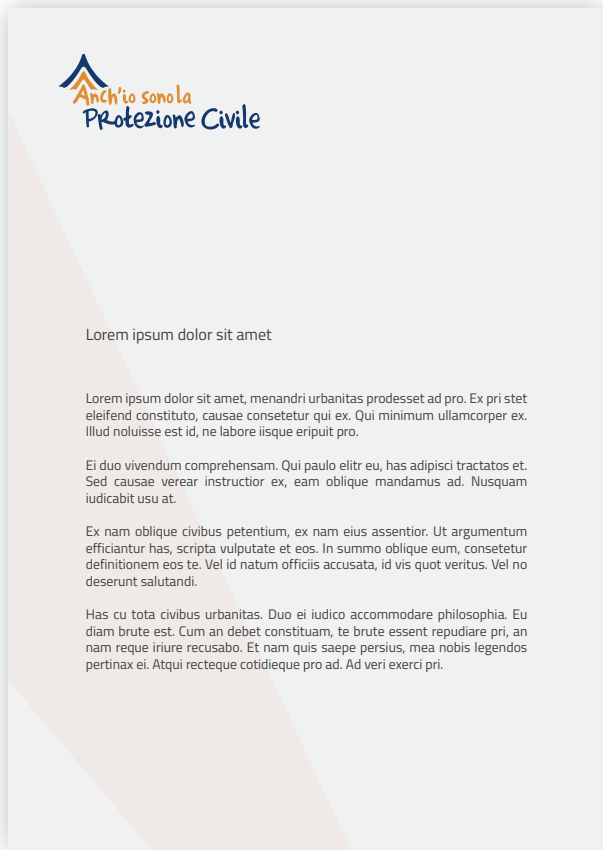 Anch'io sono la
Protezione Civile
Lorem ipsum dolor sit amet
Lorem ipsum dolor sit amet, menandri urbanitas prodesset ad pro. Ex pri stet
eleifend constituto, causae consetetur qui ex. Qui minimum ullamcorper ex.
Illud noluisse est id, ne labore iisque eripuit pro.
Ei duo vivendum comprehensam. Qui paulo elitr eu, has adipisci tractatos et.
Sed causae verear instructior ex, eam oblique mandamus ad. Nusquam
iudicabit usu at.
Ex nam oblique civibus petentium, ex nam eius assentior. Ut argumentum
efficiantur has, scripta vulputate et eos. In summo oblique eum, consetetur
definitionem eos te. Vel id natum officiis accusata, id vis quot veritus. Vel no
deserunt salutandi.
Has cu tota civibus urbanitas. Duo ei iudico accommodare philosophia. Eu
diam brute est. Cum an debet constituam, te brute essent repudiare pri, an
nam reque iriure recusabo. Et nam quis saepe persius, mea nobis legendos
pertinax ei. Atqui recteque cotidieque pro ad. Ad veri exerci pri.